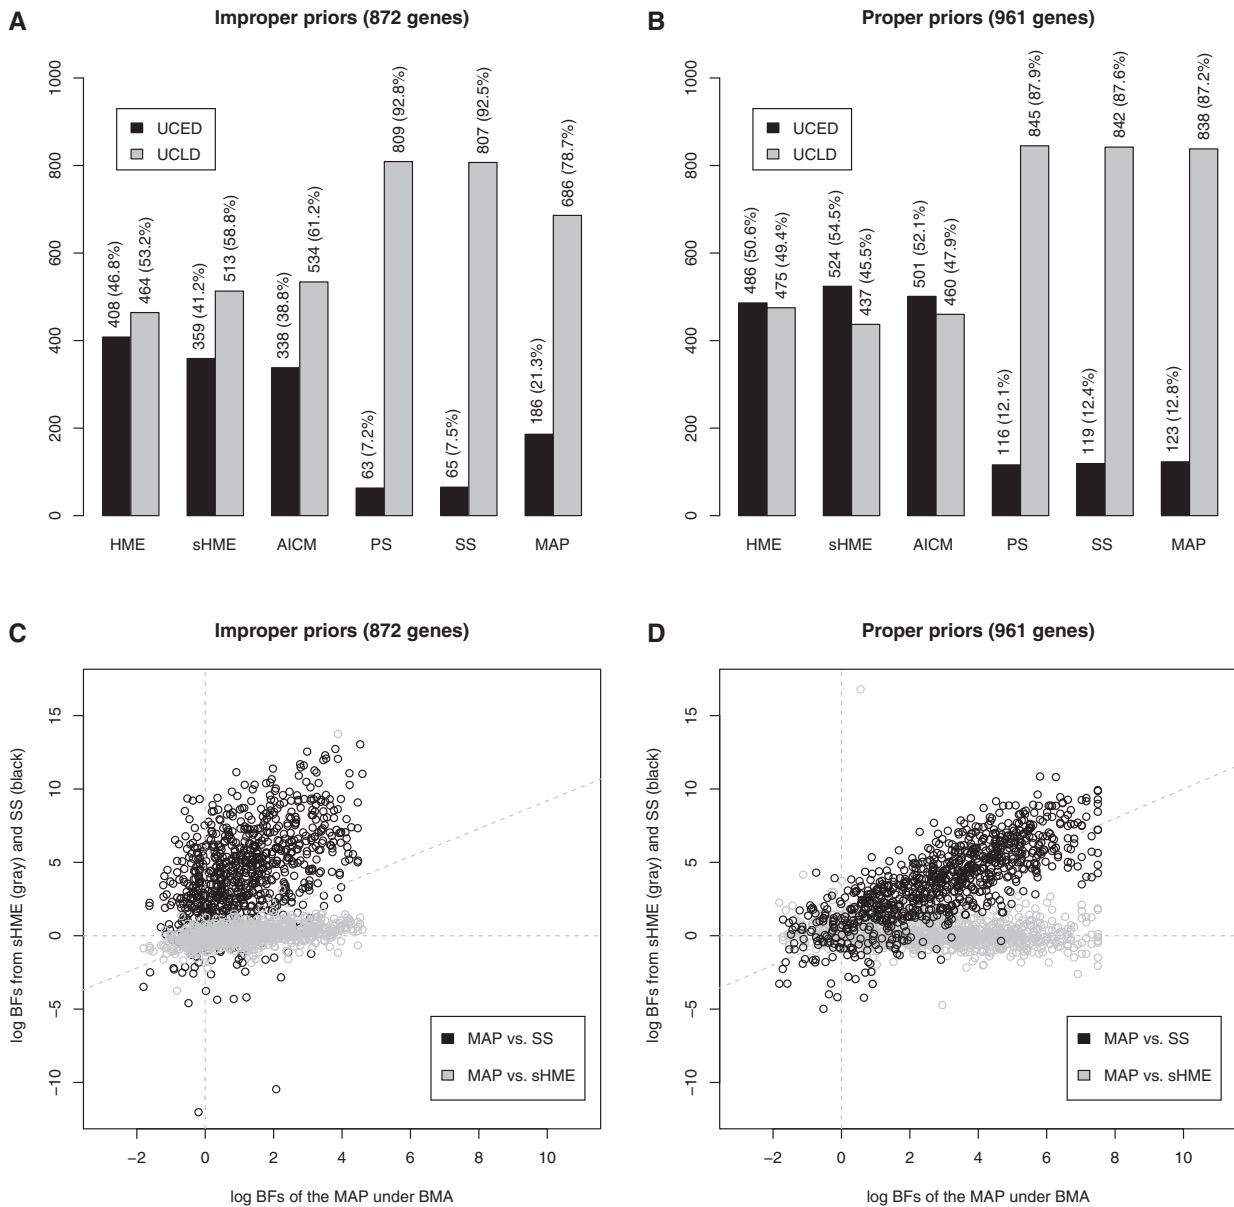 A
Improper priors (872 genes)
0
200
400
600
800
1000
UCED
UCLD
408 (46.8%)
464 (53.2%)
359 (41.2%)
513 (58.8%)
338 (38.8%)
534 (61.2%)
63 (7.2%)
809 (92.8%)
65 (7.5%)
807 (92.5%)
186 (21.3%)
686 (78.7%)
HME
sHME
AICM
PS
SS
MAP
B
Proper priors (961 genes)
0
200
400
600
800
1000
UCED
UCLD
486 (50.6%)
475 (49.4%)
524 (54.5%)
437 (45.5%)
501 (52.1%)
460 (47.9%)
116 (12.1%)
845 (87.9%)
119 (12.4%)
842 (87.6%)
123 (12.8%)
838 (87.2%)
HME
sHME
AICM
PS
SS
MAP
C
Improper priors (872 genes)
log BFs from sHME (gray) and SS (black)
15
10
5
0
−5
−10
MAP vs. SS
MAP vs. sHME
−2
0
2
4
6
8
10
log BFs of the MAP under BMA
D
Proper priors (961 genes)
log BFs from sHME (gray) and SS (black)
15
10
5
0
−5
−10
MAP vs. SS
MAP vs. sHME
−2
0
2
4
6
8
10
log BFs of the MAP under BMA